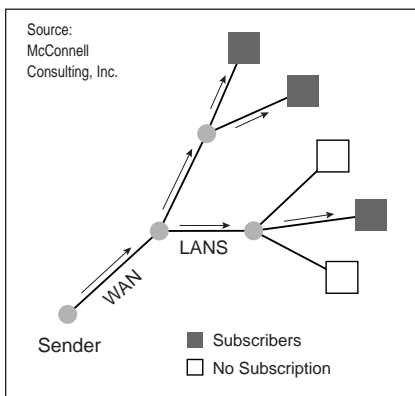 Source:
McConnell
Consulting, Inc.
LANS
WAN
Sender
Subscribers
No Subscription